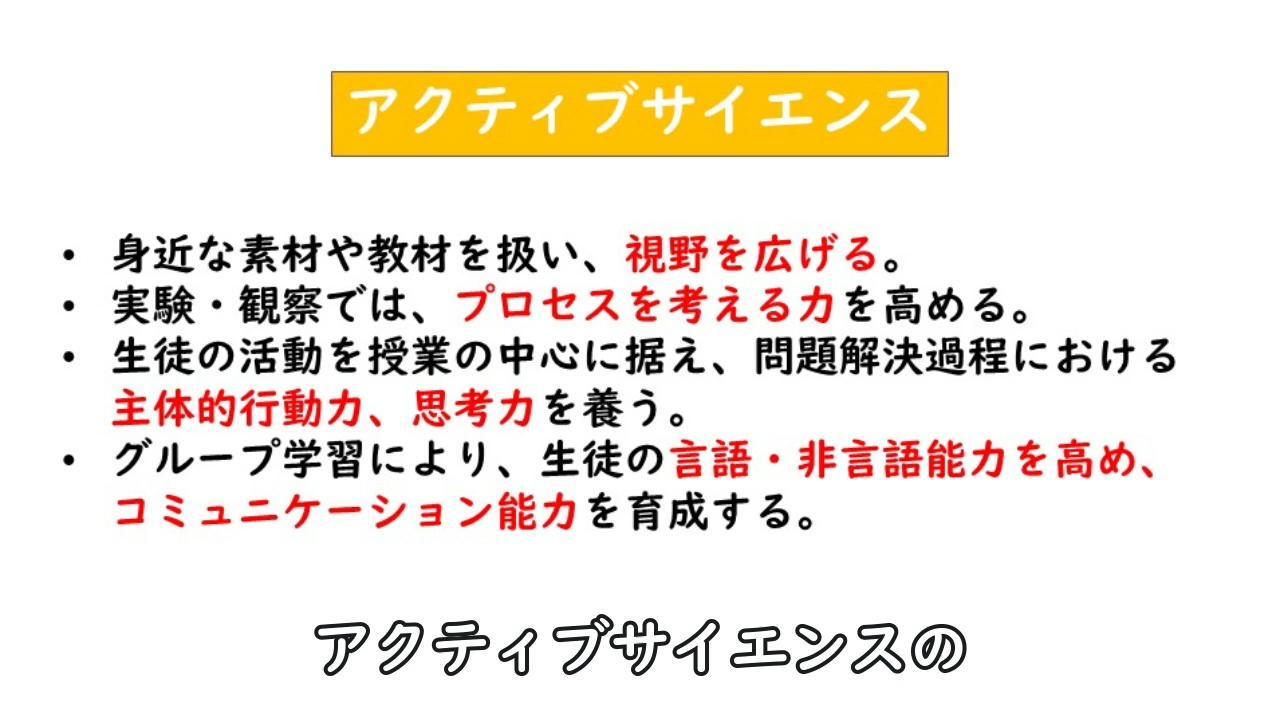 アクティブサイエンス
• 身近な素材や教材を扱い、視野を広げる。
• 実験・観察では、プロセスを考える力を高める。
• 生徒の活動を授業の中心に据え、問題解決過程における
主体的行動力、思考力を養う。
• グループ学習により、生徒の言語・非言語能力を高め、
コミュニケーション能力を育成する。
アクティブサイエンスの